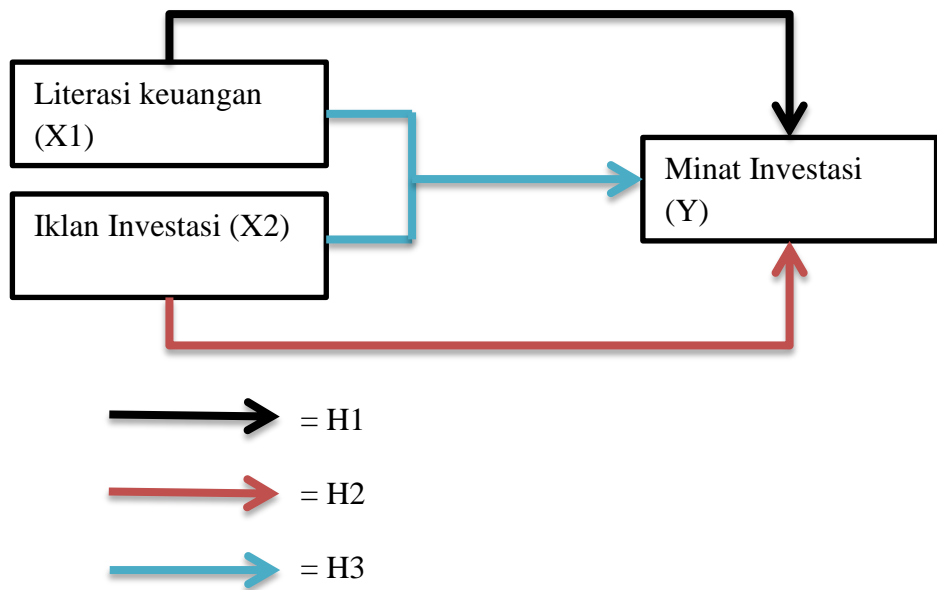 Literasi keuangan
(X1)
Iklan Investasi (X2)
Minat Investasi
(Y)
= H1
= H2
= H3